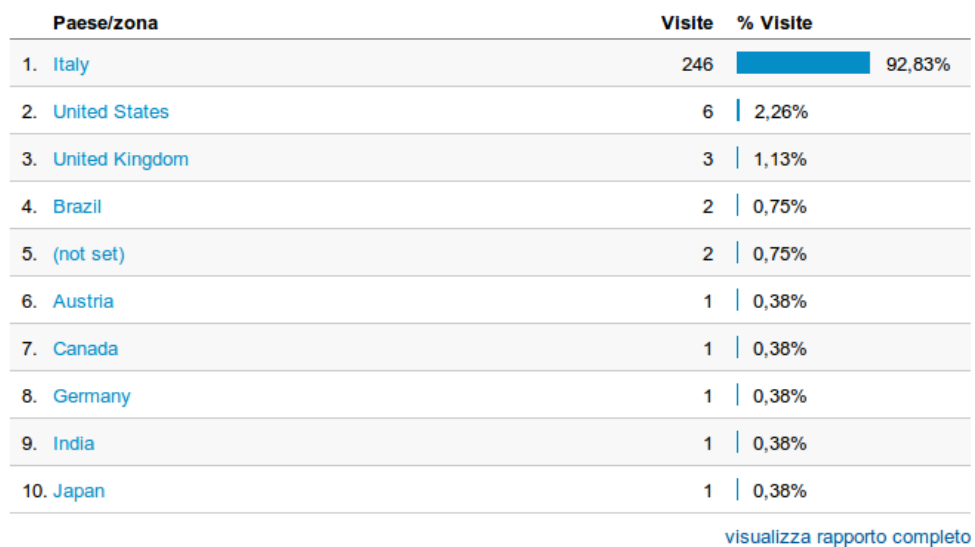 Paese/zona Visite % Visite
1. Italy 246 92,83%
2. United States 6 2,26%
3. United Kingdom 3 1,13%
4. Brazil 2 0,75%
5. (not set) 2 0,75%
6. Austria 1 0,38%
7. Canada 1 0,38%
8. Germany 1 0,38%
9. India 1 0,38%
10. Japan 1 0,38%
visualizza rapporto completo